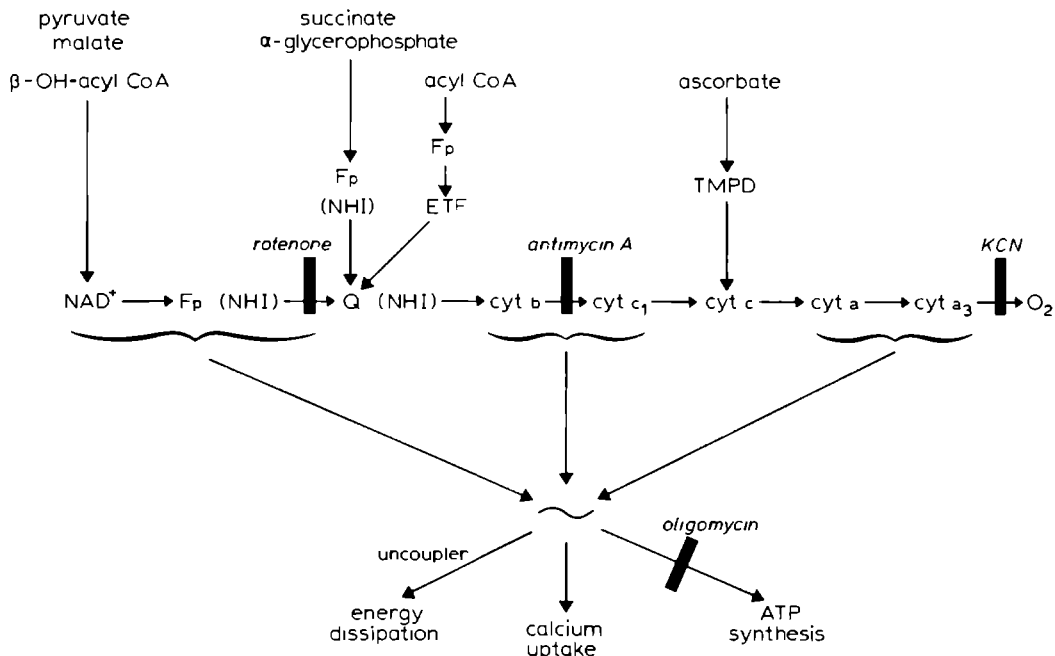 pyruvate
malate
β-OH-acyl CoA
succinate
α-glycerophosphate
acyl CoA
Fp
ETF
Fp
(NHI)
ascorbate
TMPD
rotenone
antimycin A
KCN
NAD⁺ Fp (NHI) Q (NHI) cyt b cyt c₁ cyt c cyt a cyt a₃ O₂
~
uncoupler
oligomycin
energy
dissipation
calcium
uptake
ATP
synthesis